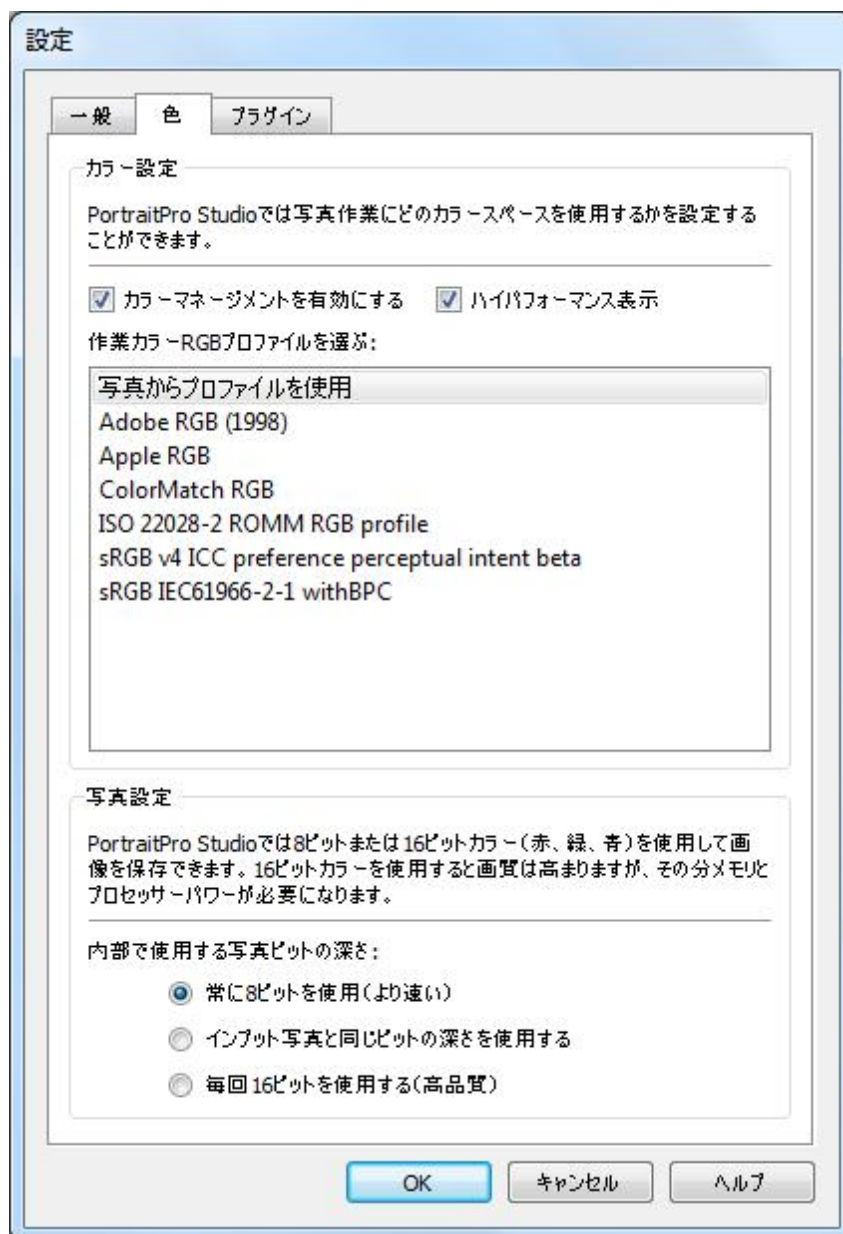 設定
一般 色 プラグイン
カラー設定
PortraitPro Studioでは写真作業にどのカラースペースを使用するかを設定する
ことができます。
カラーマネージメントを有効にする ハイパフォーマンス表示
作業カラーRGBプロファイルを選ぶ:
写真からプロファイルを使用
Adobe RGB (1998)
Apple RGB
ColorMatch RGB
ISO 22028-2 ROMM RGB profile
sRGB v4 ICC preference perceptual intent beta
sRGB IEC61966-2-1 withBPC
写真設定
PortraitPro Studioでは8ビットまたは16ビットカラー(赤、緑、青)を使用して画
像を保存できます。16ビットカラーを使用すると画質は高まりますが、その分メモリと
プロセッサーパワーが必要になります。
内部で使用する写真ビットの深さ:
常に8ビットを使用(より速い)
インプット写真と同じビットの深さを使用する
毎回16ビットを使用する(高品質)
OK キャンセル ヘルプ